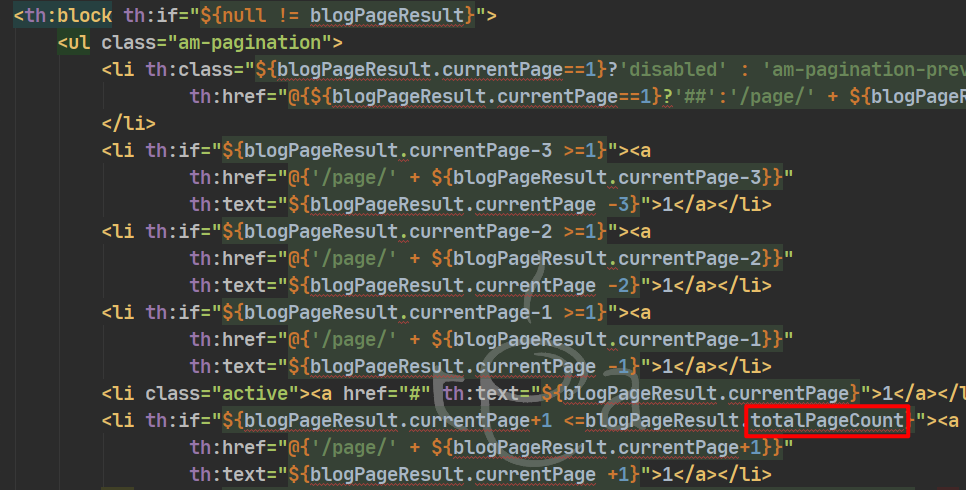 <th:block th:if="${null != blogPageResult}">
<ul class="am-pagination">
<li th:class="${blogPageResult.currentPage==1}?'disabled' : 'am-pagination-prev
th:href="@{${blogPageResult.currentPage==1}?'##':'/page/' + ${blogPageR
</li>
<li th:if="${blogPageResult.currentPage-3 >=1}"><a
th:href="@{'/page/' + ${blogPageResult.currentPage-3}}"
th:text="${blogPageResult.currentPage -3}">1</a></li>
<li th:if="${blogPageResult.currentPage-2 >=1}"><a
th:href="@{'/page/' + ${blogPageResult.currentPage-2}}"
th:text="${blogPageResult.currentPage -2}">1</a></li>
<li th:if="${blogPageResult.currentPage-1 >=1}"><a
th:href="@{'/page/' + ${blogPageResult.currentPage-1}}"
th:text="${blogPageResult.currentPage -1}">1</a></li>
<li class="active"><a href="#" th:text="${blogPageResult.currentPage}">1</a></l
<li th:if="${blogPageResult.currentPage+1 <=blogPageResult.totalPageCount}"><a
th:href="@{'/page/' + ${blogPageResult.currentPage+1}}"
th:text="${blogPageResult.currentPage +1}">1</a></li>